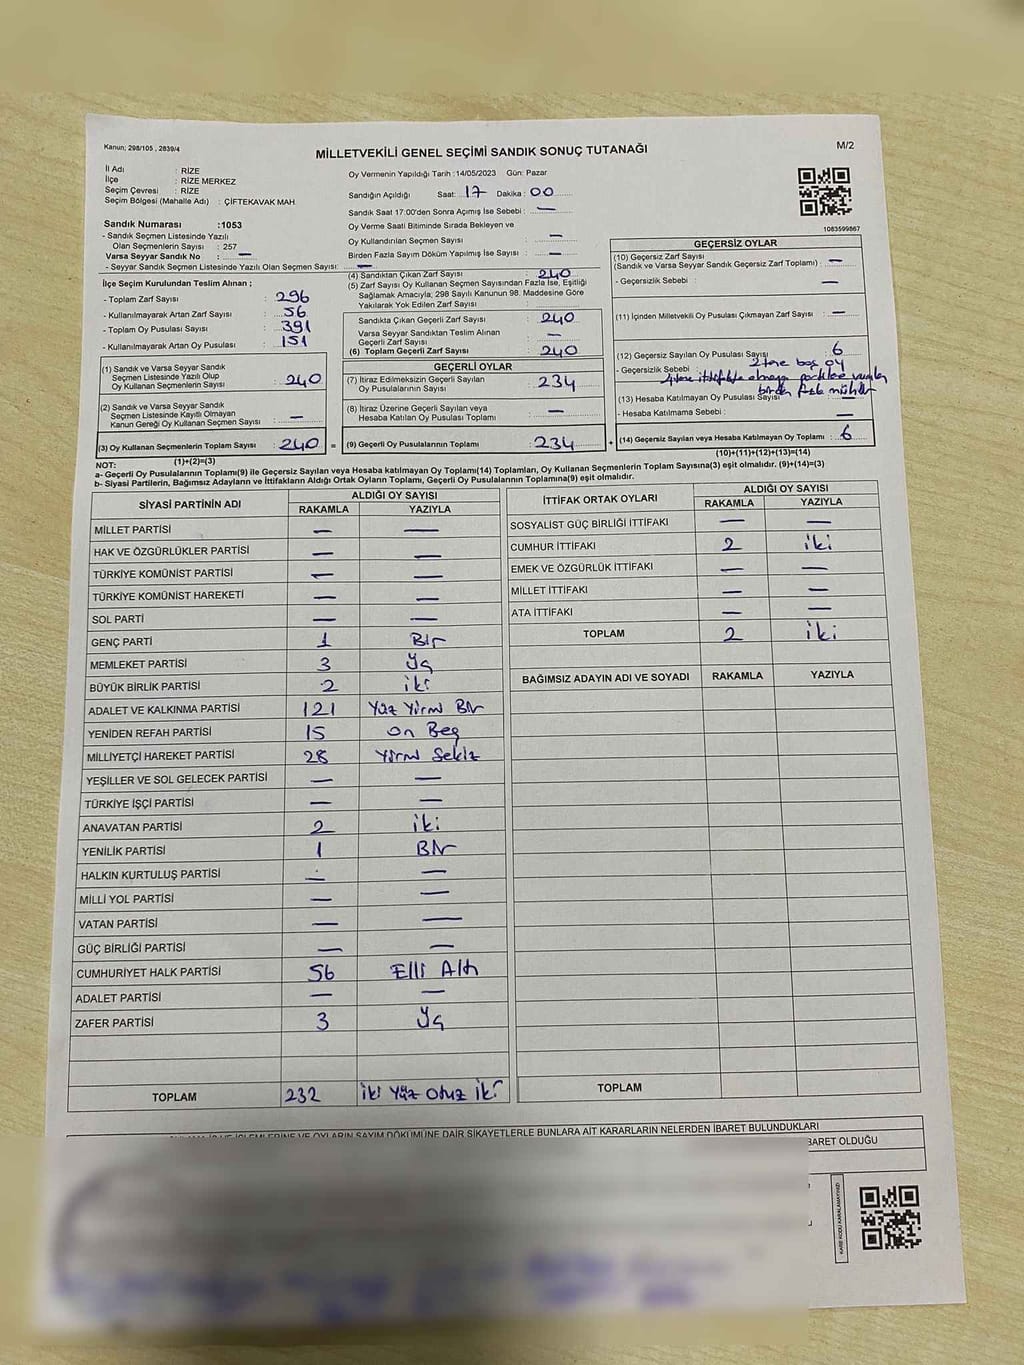 Kanun; 298/105 , 2839/4
MİLLETVEKİLİ GENEL SEÇİMİ SANDIK SONUÇ TUTANAĞI
M/2
İl Adı : RİZE
İlçe : RİZE MERKEZ
Seçim Çevresi : RİZE
Seçim Bölgesi (Mahalle Adı) : ÇİFTEKAVAK MAH.
Sandık Numarası :1053
- Sandık Seçmen Listesinde Yazılı
Olan Seçmenlerin Sayısı : 257
Varsa Seyyar Sandık No : —
- Seyyar Sandık Seçmen Listesinde Yazılı Olan Seçmen Sayısı: —
İlçe Seçim Kurulundan Teslim Alınan ;
- Toplam Zarf Sayısı : 296
- Kullanılmayarak Artan Zarf Sayısı : 56
- Toplam Oy Pusulası Sayısı : 391
- Kullanılmayarak Artan Oy Pusulası : 151
(1) Sandık ve Varsa Seyyar Sandık
Seçmen Listesinde Yazılı Olup
Oy Kullanan Seçmenlerin Sayısı : 240
(2) Sandık ve Varsa Seyyar Sandık
Seçmen Listesinde Kayıtlı Olmayan
Kanun Gereği Oy Kullanan Seçmen Sayısı : —
(3) Oy Kullanan Seçmenlerin Toplam Sayısı : 240 =
(1)+(2)=(3)
Oy Vermenin Yapıldığı Tarih :14/05/2023 Gün: Pazar
Sandığın Açıldığı Saat: 17 Dakika : 00
Sandık Saat 17:00'den Sonra Açımış İse Sebebi : —
Oy Verme Saati Bitiminde Sırada Bekleyen ve
Oy Kullandırılan Seçmen Sayısı : —
Birden Fazla Sayım Döküm Yapılmış İse Sayısı : —
(4) Sandıktan Çıkan Zarf Sayısı : 240
(5) Zarf Sayısı Oy Kullanan Seçmen Sayısından Fazla İse, Eşitliği
Sağlamak Amacıyla; 298 Sayılı Kanunun 98. Maddesine Göre
Yakılarak Yok Edilen Zarf Sayısı :
Sandıkta Çıkan Geçerli Zarf Sayısı : 240
Varsa Seyyar Sandıktan Teslim Alınan
Geçerli Zarf Sayısı : —
(6) Toplam Geçerli Zarf Sayısı : 240
GEÇERLİ OYLAR
(7) İtiraz Edilmeksizin Geçerli Sayılan
Oy Pusulalarının Sayısı : 234
(8) İtiraz Üzerine Geçerli Sayılan veya
Hesaba Katılan Oy Pusulası Toplamı : —
(9) Geçerli Oy Pusulalarının Toplamı : 234 +
1083599867
GEÇERSİZ OYLAR
(10) Geçersiz Zarf Sayısı
(Sandık ve Varsa Seyyar Sandık Geçersiz Zarf Toplamı) : —
- Geçersizlik Sebebi : —
(11) İçinden Milletvekili Oy Pusulası Çıkmayan Zarf Sayısı : —
(12) Geçersiz Sayılan Oy Pusulası Sayısı : 6
- Geçersizlik Sebebi : 2 tane boş oy
4 tane ittifakta olmayan
birden fazla mühür
(13) Hesaba Katılmayan Oy Pusulası Sayısı : —
- Hesaba Katılmama Sebebi : —
(14) Geçersiz Sayılan veya Hesaba Katılmayan Oy Toplamı : 6
(10)+(11)+(12)+(13)=(14)
NOT:
a- Geçerli Oy Pusulalarının Toplamı(9) ile Geçersiz Sayılan veya Hesaba katılmayan Oy Toplamı(14) Toplamları, Oy Kullanan Seçmenlerin Toplam Sayısına(3) eşit olmalıdır. (9)+(14)=(3)
b- Siyasi Partilerin, Bağımsız Adayların ve İttifakların Aldığı Ortak Oyların Toplamı, Geçerli Oy Pusulalarının Toplamına(9) eşit olmalıdır.
SİYASİ PARTİNİN ADI ALDIĞI OY SAYISI
RAKAMLA YAZIYLA
MİLLET PARTİSİ — —
HAK VE ÖZGÜRLÜKLER PARTİSİ — —
TÜRKİYE KOMÜNİST PARTİSİ — —
TÜRKİYE KOMÜNİST HAREKETİ — —
SOL PARTİ — —
GENÇ PARTİ 1 Bir
MEMLEKET PARTİSİ 3 Üç
BÜYÜK BİRLİK PARTİSİ 2 iki
ADALET VE KALKINMA PARTİSİ 121 Yüz Yirmi Bir
YENİDEN REFAH PARTİSİ 15 On Beş
MİLLİYETÇİ HAREKET PARTİSİ 28 Yirmi Sekiz
YEŞİLLER VE SOL GELECEK PARTİSİ — —
TÜRKİYE İŞÇİ PARTİSİ — —
ANAVATAN PARTİSİ 2 iki
YENİLİK PARTİSİ 1 Bir
HALKIN KURTULUŞ PARTİSİ — —
MİLLİ YOL PARTİSİ — —
VATAN PARTİSİ — —
GÜÇ BİRLİĞİ PARTİSİ — —
CUMHURİYET HALK PARTİSİ 56 Elli Altı
ADALET PARTİSİ — —
ZAFER PARTİSİ 3 Üç
TOPLAM 232 iki Yüz Otuz iki
İTTİFAK ORTAK OYLARI ALDIĞI OY SAYISI
RAKAMLA YAZIYLA
SOSYALİST GÜÇ BİRLİĞİ İTTİFAKI — —
CUMHUR İTTİFAKI 2 iki
EMEK VE ÖZGÜRLÜK İTTİFAKI — —
MİLLET İTTİFAKI — —
ATA İTTİFAKI — —
TOPLAM 2 iki
BAĞIMSIZ ADAYIN ADI VE SOYADI RAKAMLA YAZIYLA
TOPLAM
İŞLEMLERİNE VE OYLARIN SAYIM DÖKÜMÜNE DAİR ŞİKAYETLERLE BUNLARA AİT KARARLARIN NELERDEN İBARET BULUNDUKLARI
İBARET OLDUĞU
KARE KODU KARALAMAYINIZ!